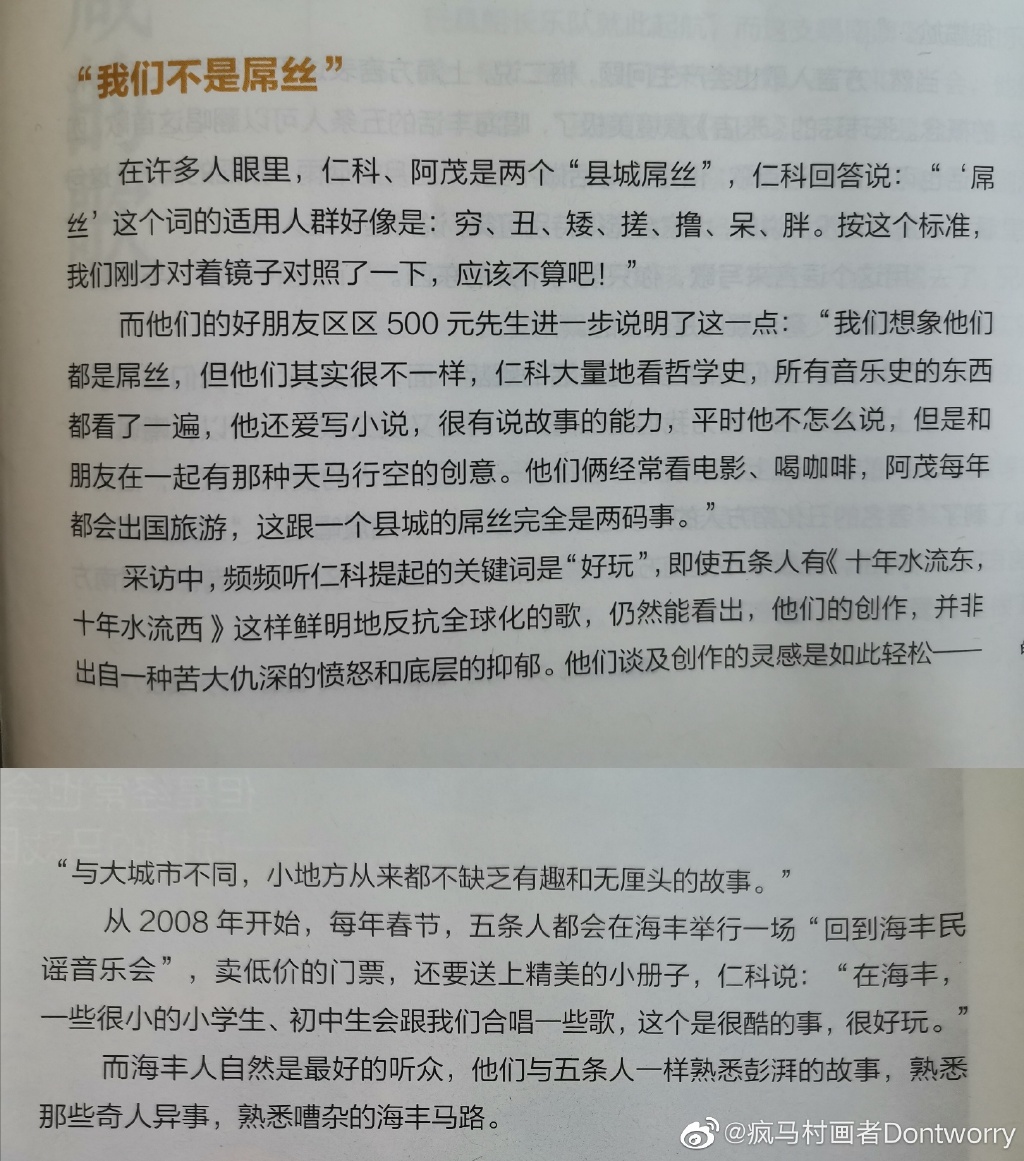 “我们不是屌丝”
在许多人眼里，仁科、阿茂是两个“县城屌丝”，仁科回答说：“‘屌
丝’这个词的适用人群好像是：穷、丑、矮、搓、撸、呆、胖。按这个标准，
我们刚才对着镜子对照了一下，应该不算吧！”
而他们的好朋友区区 500 元先生进一步说明了这一点：“我们想象他们
都是屌丝，但他们其实很不一样，仁科大量地看哲学史，所有音乐史的东西
都看了一遍，他还爱写小说，很有说故事的能力，平时他不怎么说，但是和
朋友在一起有那种天马行空的创意。他们俩经常看电影、喝咖啡，阿茂每年
都会出国旅游，这跟一个县城的屌丝完全是两码事。”
采访中，频频听仁科提起的关键词是“好玩”，即使五条人有《十年水流东，
十年水流西》这样鲜明地反抗全球化的歌，仍然能看出，他们的创作，并非
出自一种苦大仇深的愤怒和底层的抑郁。他们谈及创作的灵感是如此轻松——
“与大城市不同，小地方从来都不缺乏有趣和无厘头的故事。”
从 2008 年开始，每年春节，五条人都会在海丰举行一场“回到海丰民
谣音乐会”，卖低价的门票，还要送上精美的小册子，仁科说：“在海丰，
一些很小的小学生、初中生会跟我们合唱一些歌，这个是很酷的事，很好玩。”
而海丰人自然是最好的听众，他们与五条人一样熟悉彭湃的故事，熟悉
那些奇人异事，熟悉嘈杂的海丰马路。
@疯马村画者Dontworry